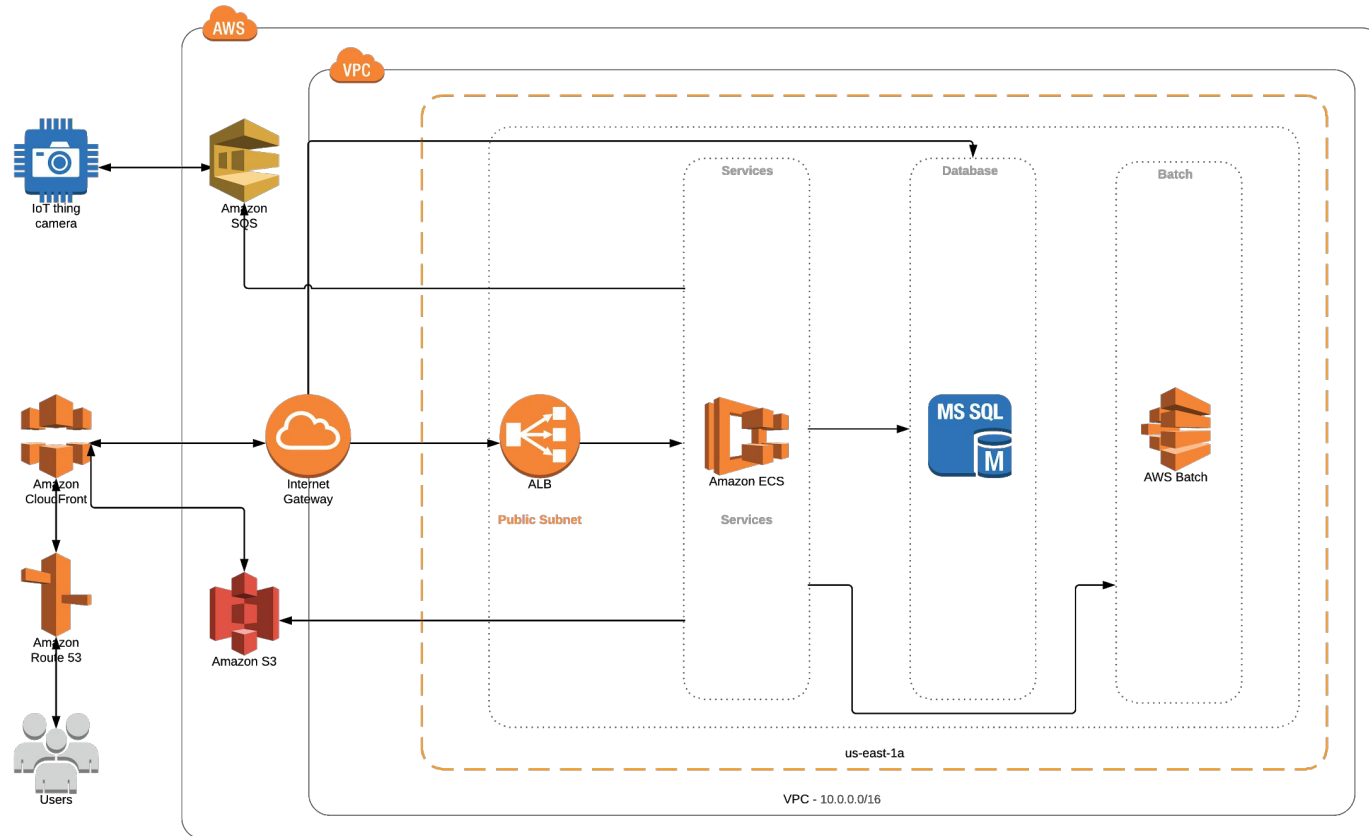 AWS
VPC
Services
Database
Batch
IoT thing
camera
Amazon
SQS
MS SQL
M
Amazon
CloudFront
Internet
Gateway
ALB
Amazon ECS
AWS Batch
Public Subnet
Services
Amazon
Route 53
Amazon S3
us-east-1a
Users
VPC - 10.0.0.0/16